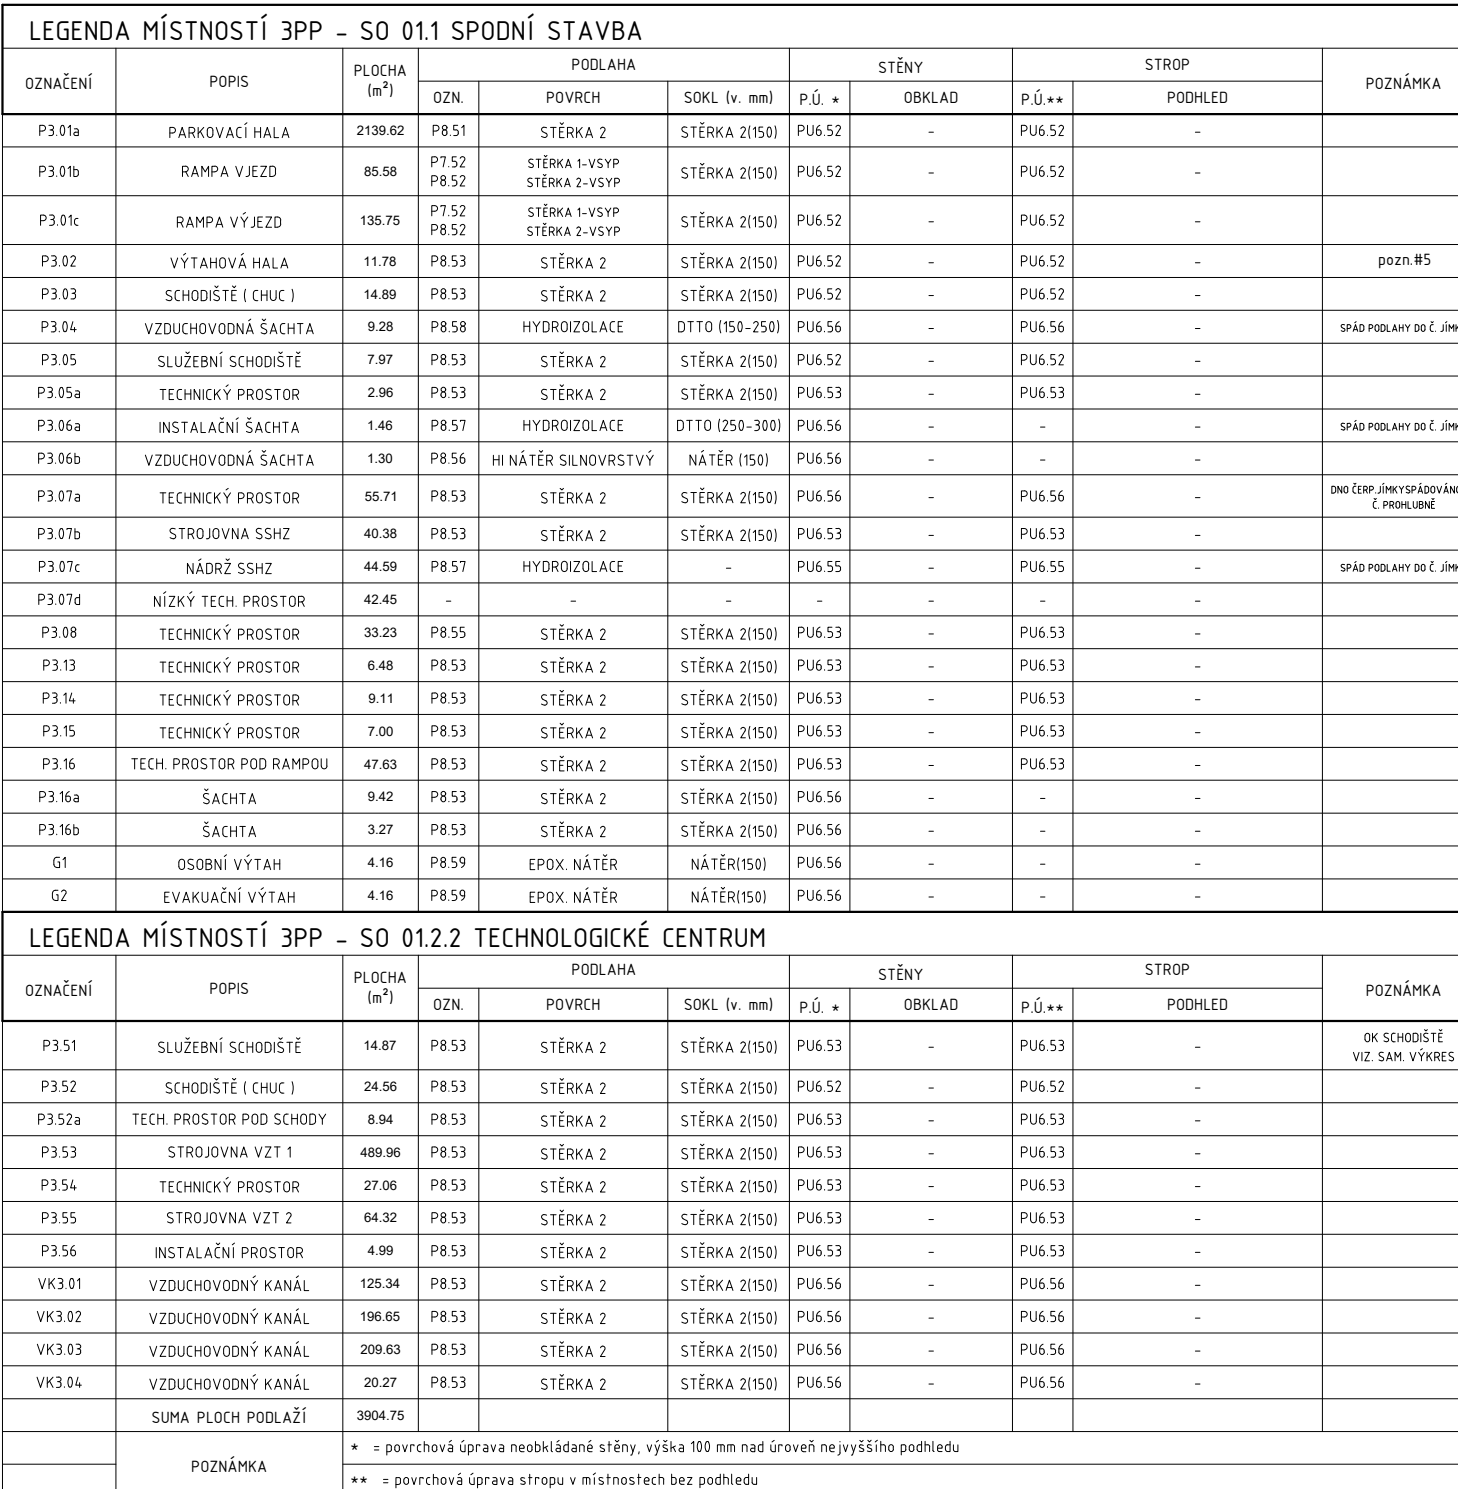 LEGENDA MÍSTNOSTÍ 3PP - SO 01.1 SPODNÍ STAVBA
OZNAČENÍ POPIS PLOCHA (m²) PODLAHA STĚNY STROP POZNÁMKA
OZN. POVRCH SOKL (v. mm) P.Ú. * OBKLAD P.Ú.** PODHLED
P3.01a PARKOVACÍ HALA 2139.62 P8.51 STĚRKA 2 STĚRKA 2(150) PU6.52 - PU6.52 -
P3.01b RAMPA VJEZD 85.58 P7.52 P8.52 STĚRKA 1-VSYP STĚRKA 2-VSYP STĚRKA 2(150) PU6.52 - PU6.52 -
P3.01c RAMPA VÝJEZD 135.75 P7.52 P8.52 STĚRKA 1-VSYP STĚRKA 2-VSYP STĚRKA 2(150) PU6.52 - PU6.52 -
P3.02 VÝTAHOVÁ HALA 11.78 P8.53 STĚRKA 2 STĚRKA 2(150) PU6.52 - PU6.52 - pozn.#5
P3.03 SCHODIŠTĚ ( CHUC ) 14.89 P8.53 STĚRKA 2 STĚRKA 2(150) PU6.52 - PU6.52 -
P3.04 VZDUCHOVODNÁ ŠACHTA 9.28 P8.58 HYDROIZOLACE DTTO (150-250) PU6.56 - PU6.56 - SPÁD PODLAHY DO Č.
P3.05 SLUŽEBNÍ SCHODIŠTĚ 7.97 P8.53 STĚRKA 2 STĚRKA 2(150) PU6.52 - PU6.52 -
P3.05a TECHNICKÝ PROSTOR 2.96 P8.53 STĚRKA 2 STĚRKA 2(150) PU6.53 - PU6.53 -
P3.06a INSTALAČNÍ ŠACHTA 1.46 P8.57 HYDROIZOLACE DTTO (250-300) PU6.56 - - - SPÁD PODLAHY DO Č.
P3.06b VZDUCHOVODNÁ ŠACHTA 1.30 P8.56 HI NÁTĚR SILNOVRSTVÝ NÁTĚR (150) PU6.56 - - -
P3.07a TECHNICKÝ PROSTOR 55.71 P8.53 STĚRKA 2 STĚRKA 2(150) PU6.56 - PU6.56 - DNO ČERP.JÍMKY Č. PROHLUBNĚ
P3.07b STROJOVNA SSHZ 40.38 P8.53 STĚRKA 2 STĚRKA 2(150) PU6.53 - PU6.53 -
P3.07c NÁDRŽ SSHZ 44.59 P8.57 HYDROIZOLACE - PU6.55 - PU6.55 - SPÁD PODLAHY DO Č.
P3.07d NÍZKÝ TECH. PROSTOR 42.45 - - - - - - -
P3.08 TECHNICKÝ PROSTOR 33.23 P8.55 STĚRKA 2 STĚRKA 2(150) PU6.53 - PU6.53 -
P3.13 TECHNICKÝ PROSTOR 6.48 P8.53 STĚRKA 2 STĚRKA 2(150) PU6.53 - PU6.53 -
P3.14 TECHNICKÝ PROSTOR 9.11 P8.53 STĚRKA 2 STĚRKA 2(150) PU6.53 - PU6.53 -
P3.15 TECHNICKÝ PROSTOR 7.00 P8.53 STĚRKA 2 STĚRKA 2(150) PU6.53 - PU6.53 -
P3.16 TECH. PROSTOR POD RAMPOU 47.63 P8.53 STĚRKA 2 STĚRKA 2(150) PU6.53 - PU6.53 -
P3.16a ŠACHTA 9.42 P8.53 STĚRKA 2 STĚRKA 2(150) PU6.56 - - -
P3.16b ŠACHTA 3.27 P8.53 STĚRKA 2 STĚRKA 2(150) PU6.56 - - -
G1 OSOBNÍ VÝTAH 4.16 P8.59 EPOX. NÁTĚR NÁTĚR(150) PU6.56 - - -
G2 EVAKUAČNÍ VÝTAH 4.16 P8.59 EPOX. NÁTĚR NÁTĚR(150) PU6.56 - - -
LEGENDA MÍSTNOSTÍ 3PP - SO 01.2.2 TECHNOLOGICKÉ CENTRUM
OZNAČENÍ POPIS PLOCHA (m²) PODLAHA STĚNY STROP POZNÁMKA
OZN. POVRCH SOKL (v. mm) P.Ú. * OBKLAD P.Ú.** PODHLED
P3.51 SLUŽEBNÍ SCHODIŠTĚ 14.87 P8.53 STĚRKA 2 STĚRKA 2(150) PU6.53 - PU6.53 - OK SCHODIŠTĚ VIZ. SAM. VÝKRES
P3.52 SCHODIŠTĚ ( CHUC ) 24.56 P8.53 STĚRKA 2 STĚRKA 2(150) PU6.52 - PU6.52 -
P3.52a TECH. PROSTOR POD SCHODY 8.94 P8.53 STĚRKA 2 STĚRKA 2(150) PU6.53 - PU6.53 -
P3.53 STROJOVNA VZT 1 489.96 P8.53 STĚRKA 2 STĚRKA 2(150) PU6.53 - PU6.53 -
P3.54 TECHNICKÝ PROSTOR 27.06 P8.53 STĚRKA 2 STĚRKA 2(150) PU6.53 - PU6.53 -
P3.55 STROJOVNA VZT 2 64.32 P8.53 STĚRKA 2 STĚRKA 2(150) PU6.53 - PU6.53 -
P3.56 INSTALAČNÍ PROSTOR 4.99 P8.53 STĚRKA 2 STĚRKA 2(150) PU6.53 - PU6.53 -
VK3.01 VZDUCHOVODNÝ KANÁL 125.34 P8.53 STĚRKA 2 STĚRKA 2(150) PU6.56 - PU6.56 -
VK3.02 VZDUCHOVODNÝ KANÁL 196.65 P8.53 STĚRKA 2 STĚRKA 2(150) PU6.56 - PU6.56 -
VK3.03 VZDUCHOVODNÝ KANÁL 209.63 P8.53 STĚRKA 2 STĚRKA 2(150) PU6.56 - PU6.56 -
VK3.04 VZDUCHOVODNÝ KANÁL 20.27 P8.53 STĚRKA 2 STĚRKA 2(150) PU6.56 - PU6.56 -
SUMA PLOCH PODLAŽÍ 3904.75
POZNÁMKA
* = povrchová úprava neobkládané stěny, výška 100 mm nad úroveň nejvyššího podhledu
** = povrchová úprava stropu v místnostech bez podhledu